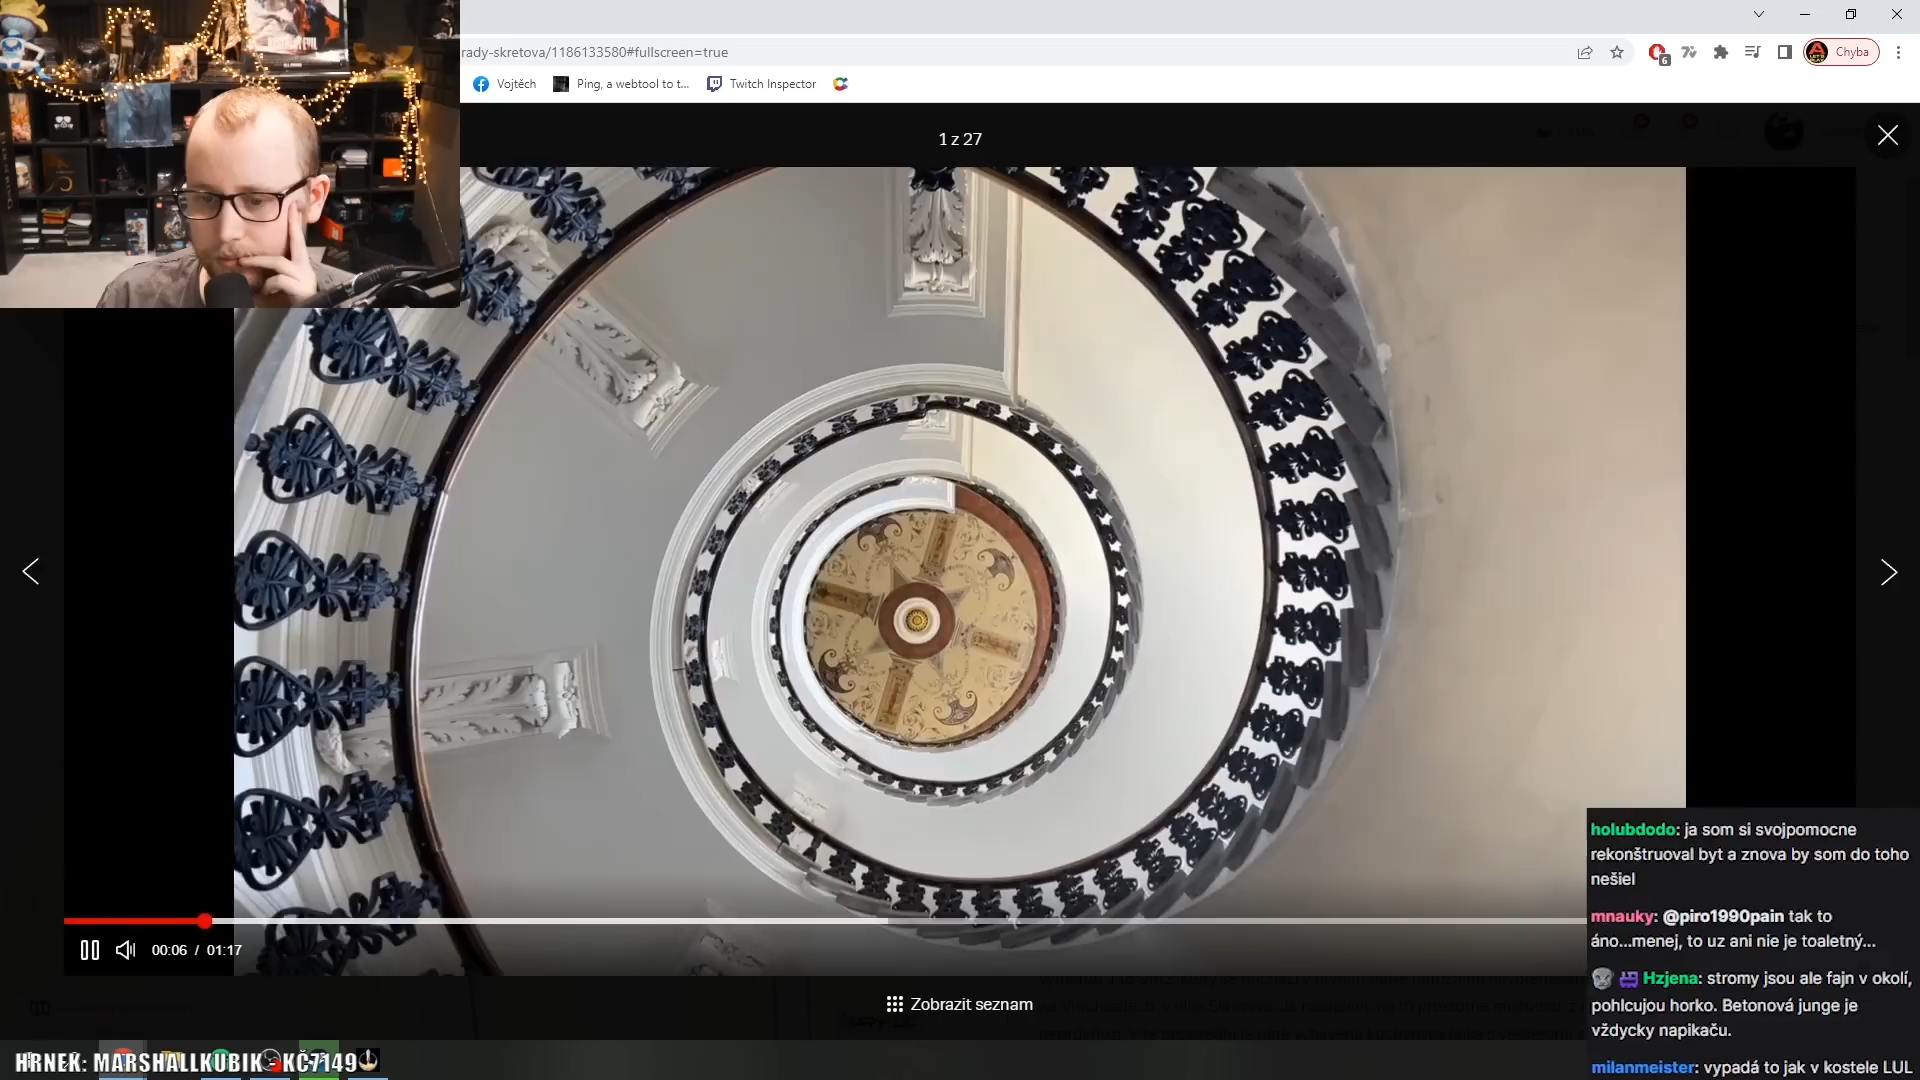 rady-skretova/1186133580#fullscreen=true
6
Chyba
Vojtěch
Ping, a webtool to t...
Twitch Inspector
1 z 27
00:06 / 01:17
Zobrazit seznam
holubdodo: ja som si svojpomocne
rekonštruoval byt a znova by som do toho
nešiel
mnauky: @piro1990pain tak to
áno...menej, to uz ani nie je toaletný...
Hzjena: stromy jsou ale fajn v okolí,
pohlcujou horko. Betonová junge je
vždycky napikaču.
milanmeister: vypadá to jak v kostele LUL
HRNEK: MARSHALLKUBIK - KČ7149